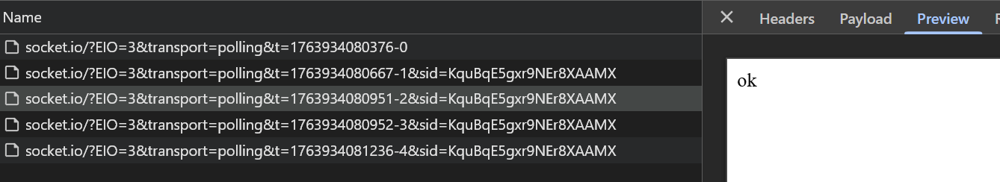 Name
Headers Payload Preview
socket.io/?EIO=3&transport=polling&t=1763934080376-0
socket.io/?EIO=3&transport=polling&t=1763934080667-1&sid=KquBqE5gxr9NEr8XAAMX
socket.io/?EIO=3&transport=polling&t=1763934080951-2&sid=KquBqE5gxr9NEr8XAAMX
socket.io/?EIO=3&transport=polling&t=1763934080952-3&sid=KquBqE5gxr9NEr8XAAMX
socket.io/?EIO=3&transport=polling&t=1763934081236-4&sid=KquBqE5gxr9NEr8XAAMX
ok